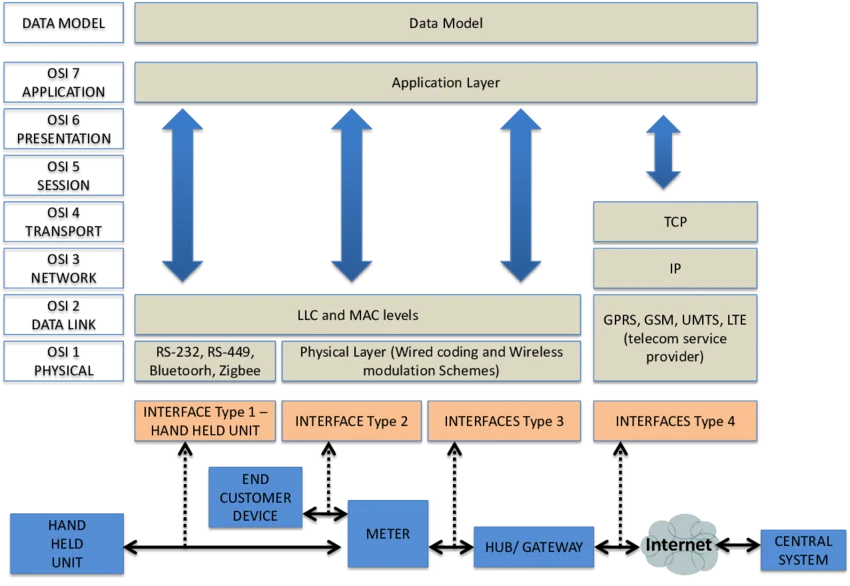 DATA MODEL
Data Model
OSI 7
APPLICATION
Application Layer
OSI 6
PRESENTATION
OSI 5
SESSION
OSI 4
TRANSPORT
TCP
OSI 3
NETWORK
IP
OSI 2
DATA LINK
LLC and MAC levels
GPRS, GSM, UMTS, LTE
(telecom service
provider)
OSI 1
PHYSICAL
RS-232, RS-449,
Bluetoorh, Zigbee
Physical Layer (Wired coding and Wireless
modulation Schemes)
INTERFACE Type 1 –
HAND HELD UNIT
INTERFACE Type 2
INTERFACES Type 3
INTERFACES Type 4
END
CUSTOMER
DEVICE
HAND
HELD
UNIT
METER
HUB/ GATEWAY
Internet
CENTRAL
SYSTEM